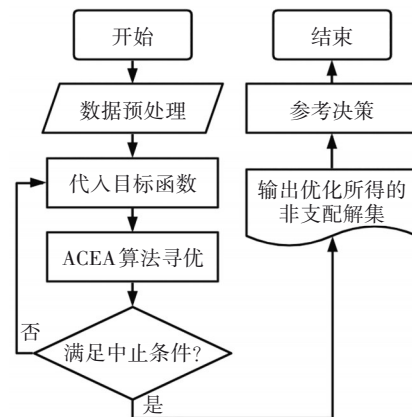 开始
数据预处理
代入目标函数
ACEA算法寻优
满足中止条件?
否
是
输出优化所得的
非支配解集
参考决策
结束